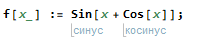 f[x_] := Sin[x + Cos[x]];
синус косинус